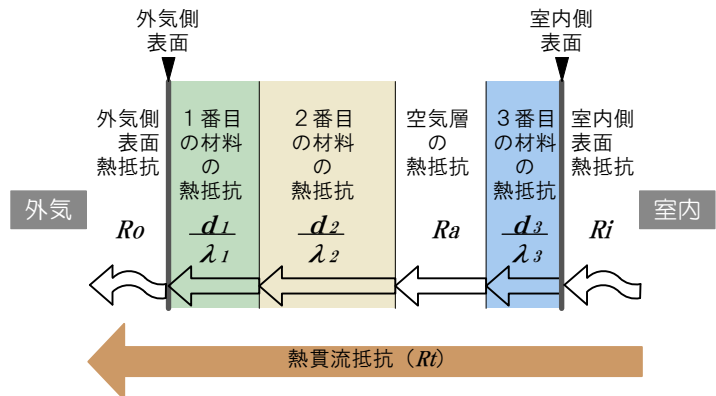 外気側
表面
室内側
表面
外気側
表面
熱抵抗
1番目
の材料
の
熱抵抗
2番目
の材料
の
熱抵抗
空気層
の
熱抵抗
3番目
の材料
の
熱抵抗
室内側
表面
熱抵抗
外気
室内
Ro
d1
λ1
d2
λ2
Ra
d3
λ3
Ri
熱貫流抵抗（Rt）